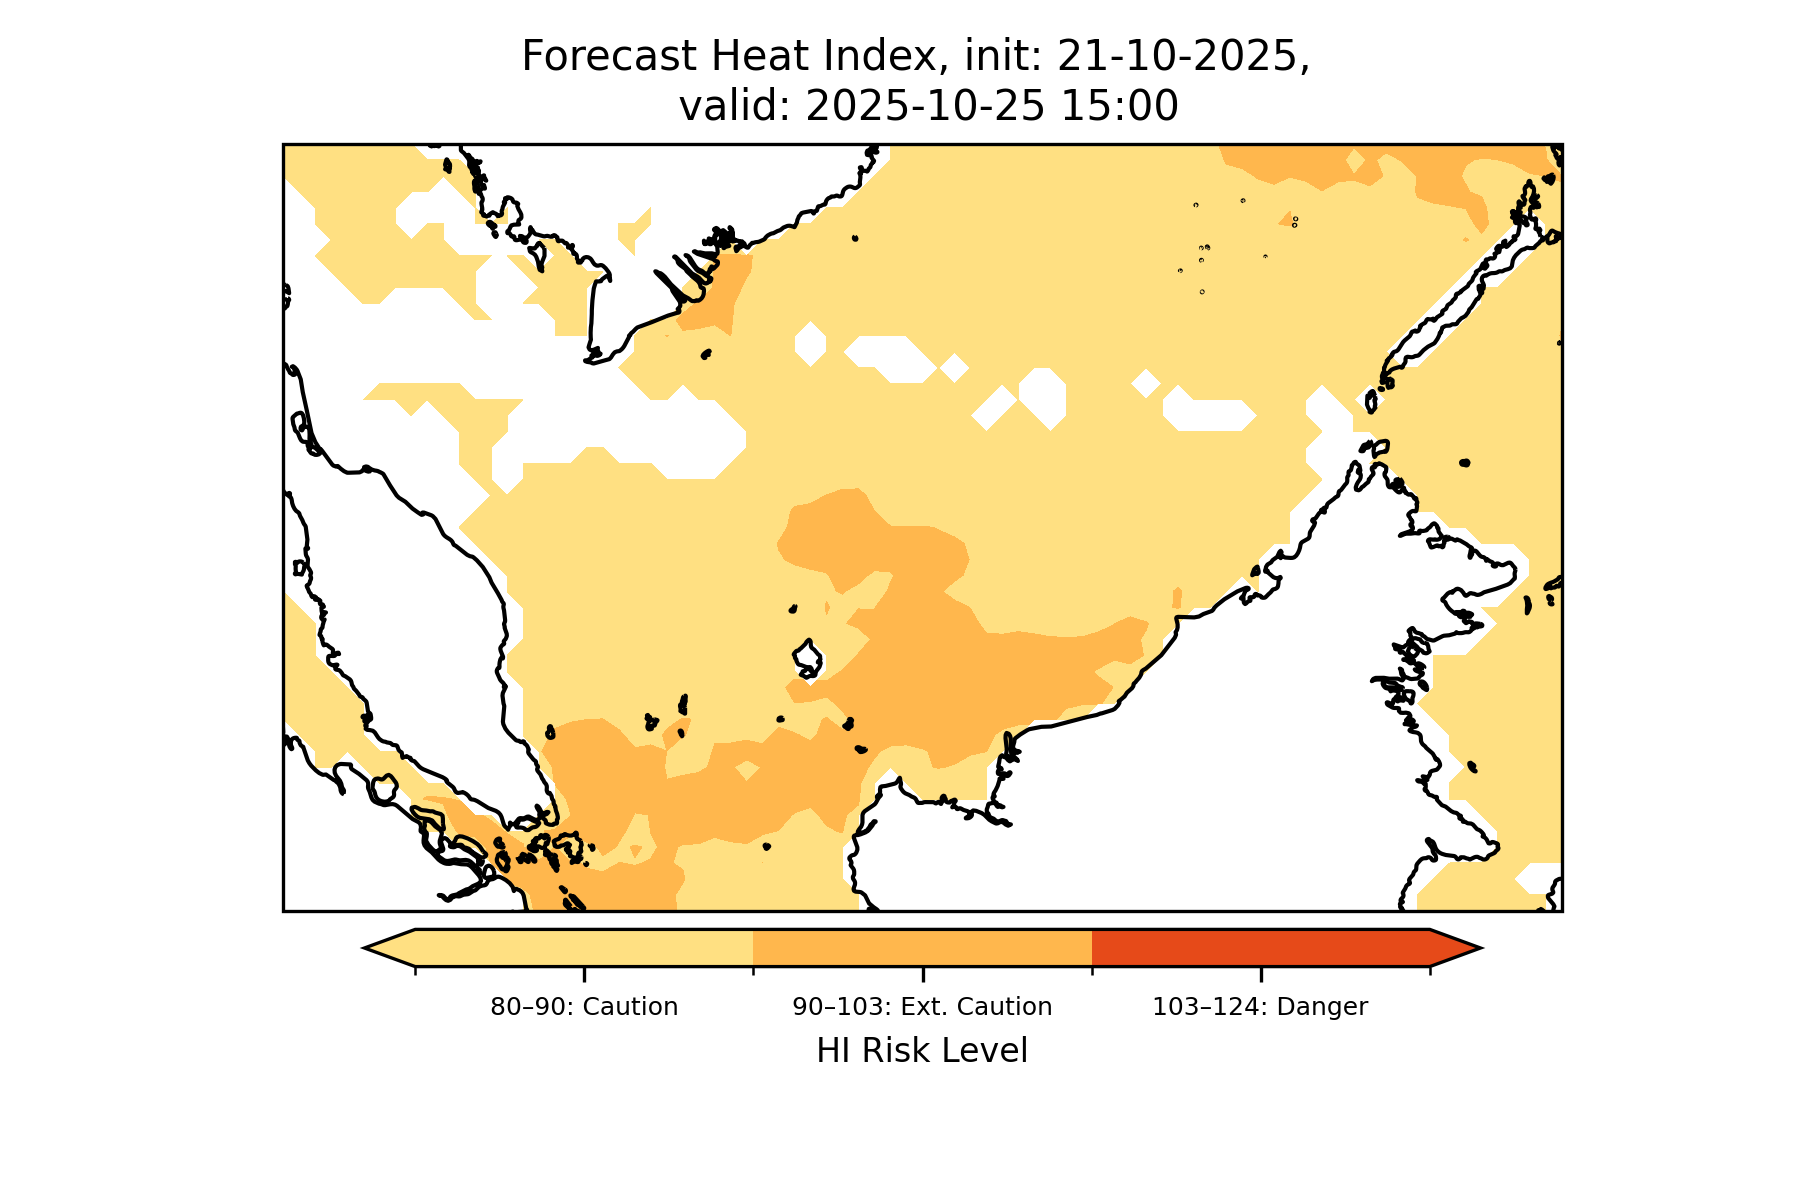 Forecast Heat Index, init: 21-10-2025,
valid: 2025-10-25 15:00
80–90: Caution
90–103: Ext. Caution
103–124: Danger
HI Risk Level